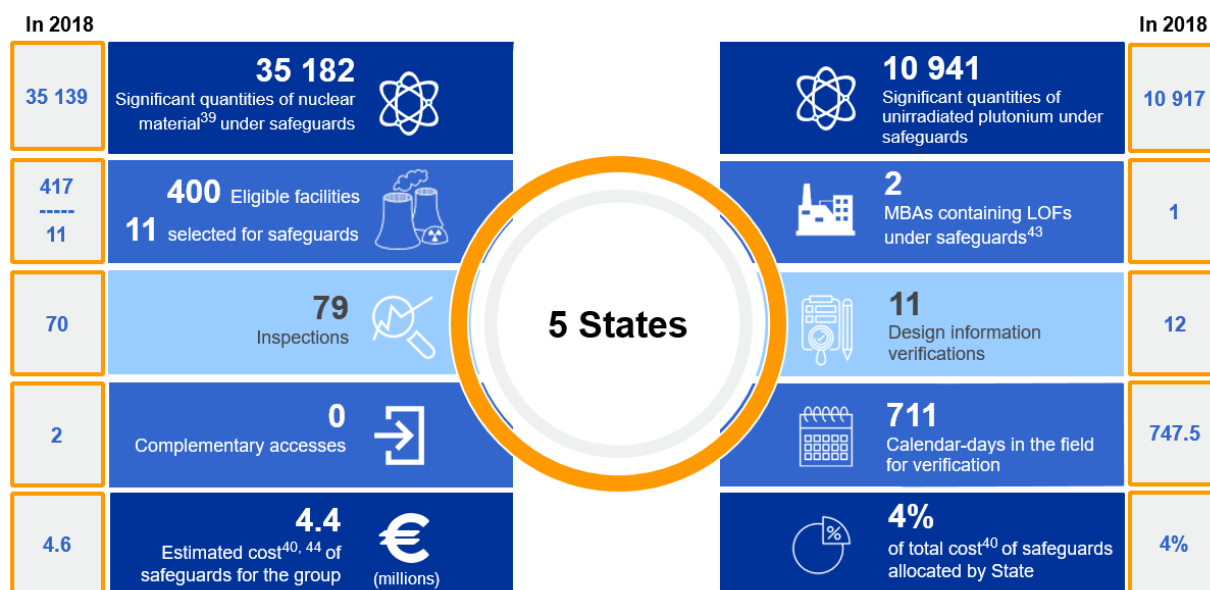 In 2018
In 2018
35 139
35 182
Significant quantities of nuclear
material39 under safeguards
10 941
Significant quantities of
unirradiated plutonium under
safeguards
10 917
417
-----
11
400 Eligible facilities
11 selected for safeguards
2
MBAs containing LOFs
under safeguards43
1
70
79
Inspections
5 States
11
Design information
verifications
12
2
0
Complementary accesses
711
Calendar-days in the field
for verification
747.5
4.6
4.4
Estimated cost40, 44 of
safeguards for the group
€
(millions)
%
4%
of total cost40 of safeguards
allocated by State
4%